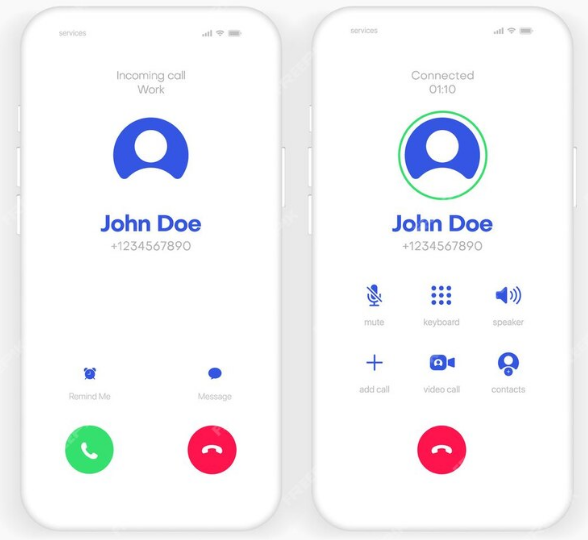 services
Incoming call
Work
John Doe
+1234567890
Remind Me
Message
services
Connected
01:10
John Doe
+1234567890
mute
keyboard
speaker
add call
video call
contacts